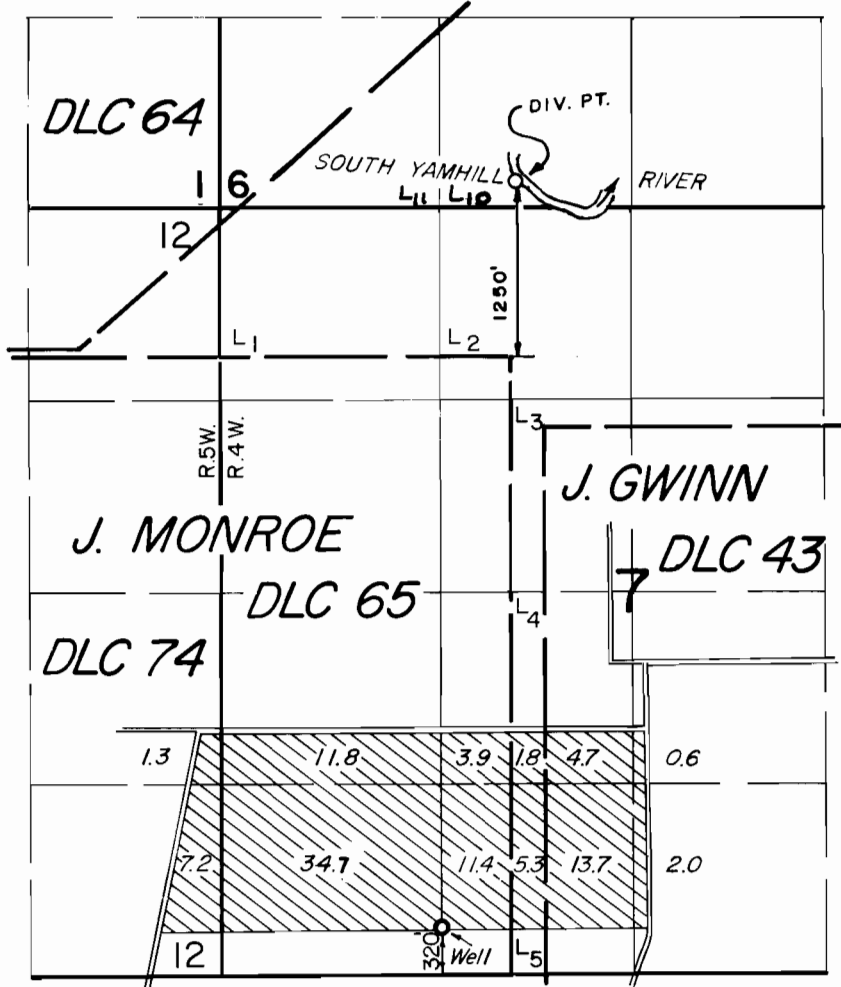 DLC 64
DIV. PT.
SOUTH YAMHILL
RIVER
1 6
L11 L10
12
1250'
L1
L2
R.5W.
R.4W.
L3
J. GWINN
J. MONROE
DLC 43
7
DLC 65
L4
DLC 74
1.3 11.8 3.9 1.8 4.7 0.6
7.2 34.7 11.4 5.3 13.7 2.0
12
320'
Well
L5